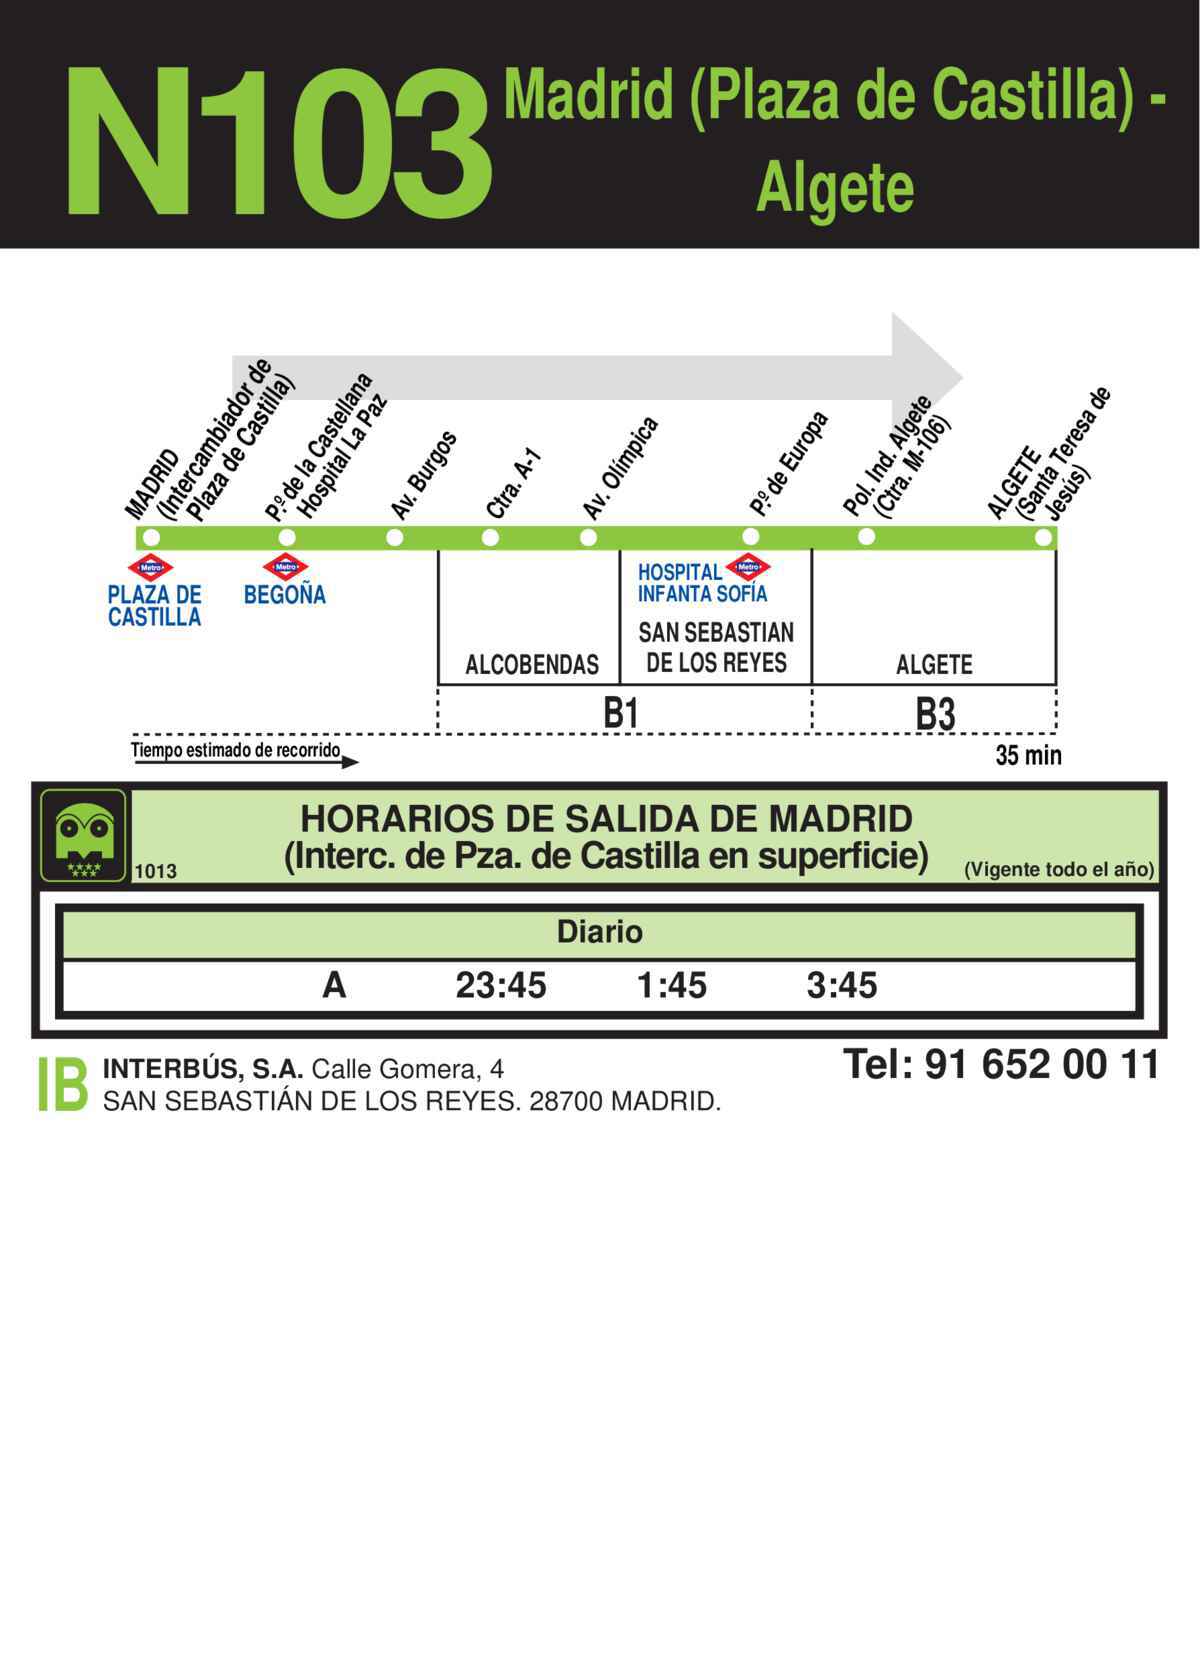 N103
Madrid (Plaza de Castilla) -
Algete
MADRID
(Intercambiador de
Plaza de Castilla)
P.º de la Castellana
Hospital La Paz
Av. Burgos
Ctra. A-1
Av. Olímpica
P.º de Europa
Pol. Ind. Algete
(Ctra. M-106)
ALGETE
(Santa Teresa de
Jesús)
Metro
PLAZA DE
CASTILLA
Metro
BEGOÑA
HOSPITAL Metro
INFANTA SOFÍA
ALCOBENDAS
SAN SEBASTIAN
DE LOS REYES
ALGETE
B1
B3
Tiempo estimado de recorrido
35 min
HORARIOS DE SALIDA DE MADRID
(Interc. de Pza. de Castilla en superficie)
1013
(Vigente todo el año)
Diario
A 23:45 1:45 3:45
IB
INTERBÚS, S.A. Calle Gomera, 4
SAN SEBASTIÁN DE LOS REYES. 28700 MADRID.
Tel: 91 652 00 11